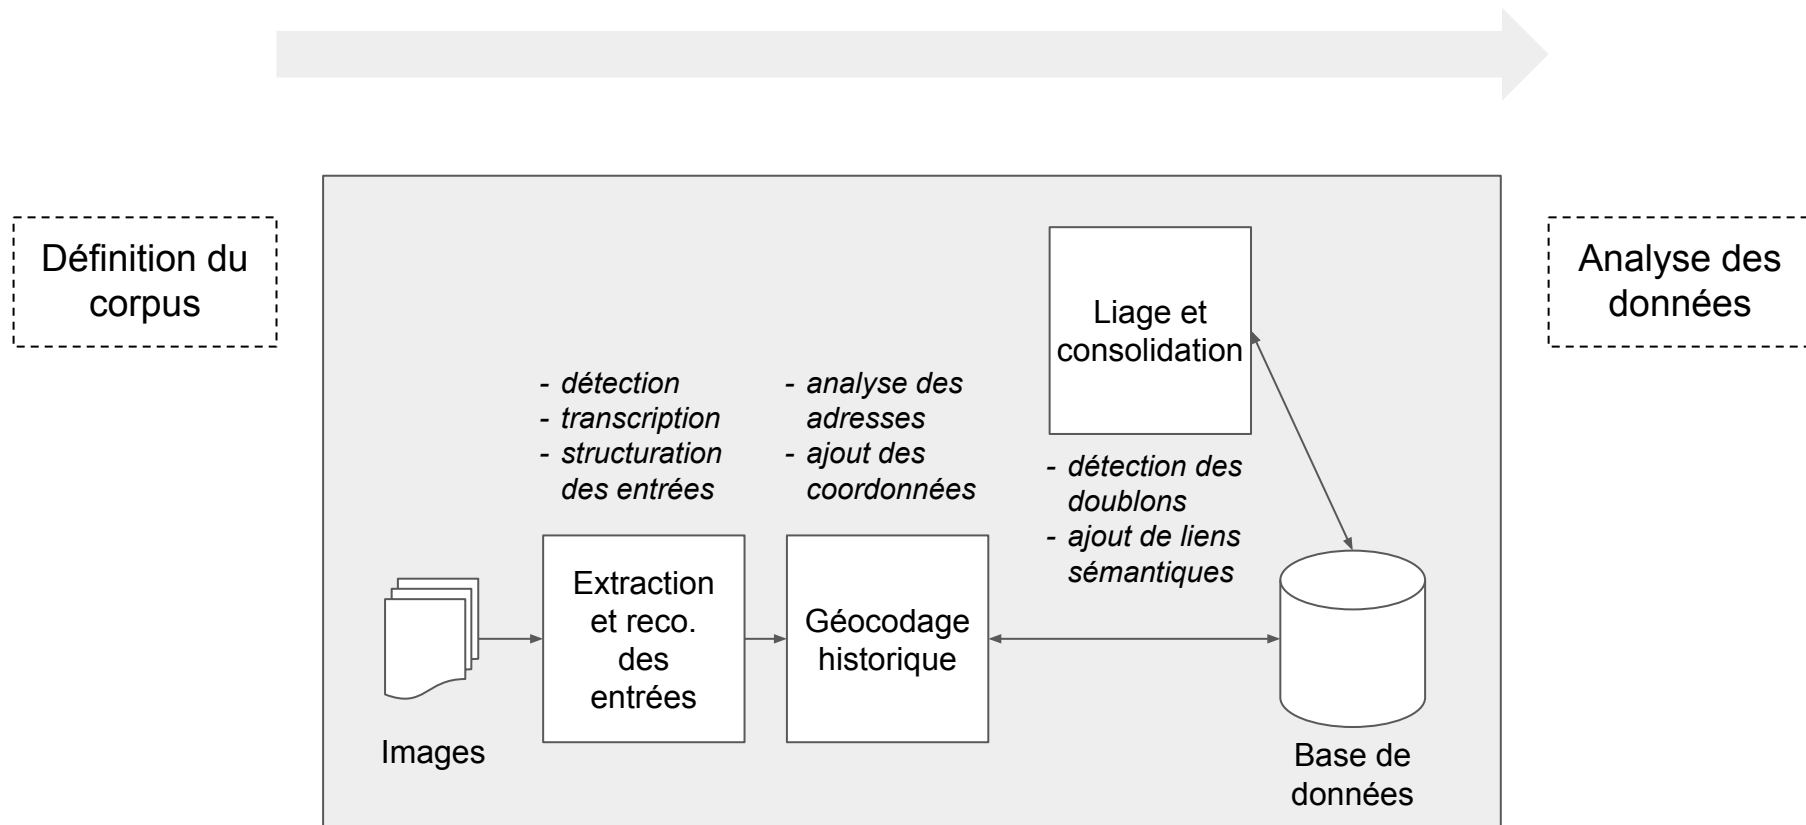 Définition du
corpus
- détection
- transcription
- structuration
des entrées
- analyse des
adresses
- ajout des
coordonnées
Liage et
consolidation
- détection des
doublons
- ajout de liens
sémantiques
Images
Extraction
et reco.
des
entrées
Géocodage
historique
Base de
données
Analyse des
données